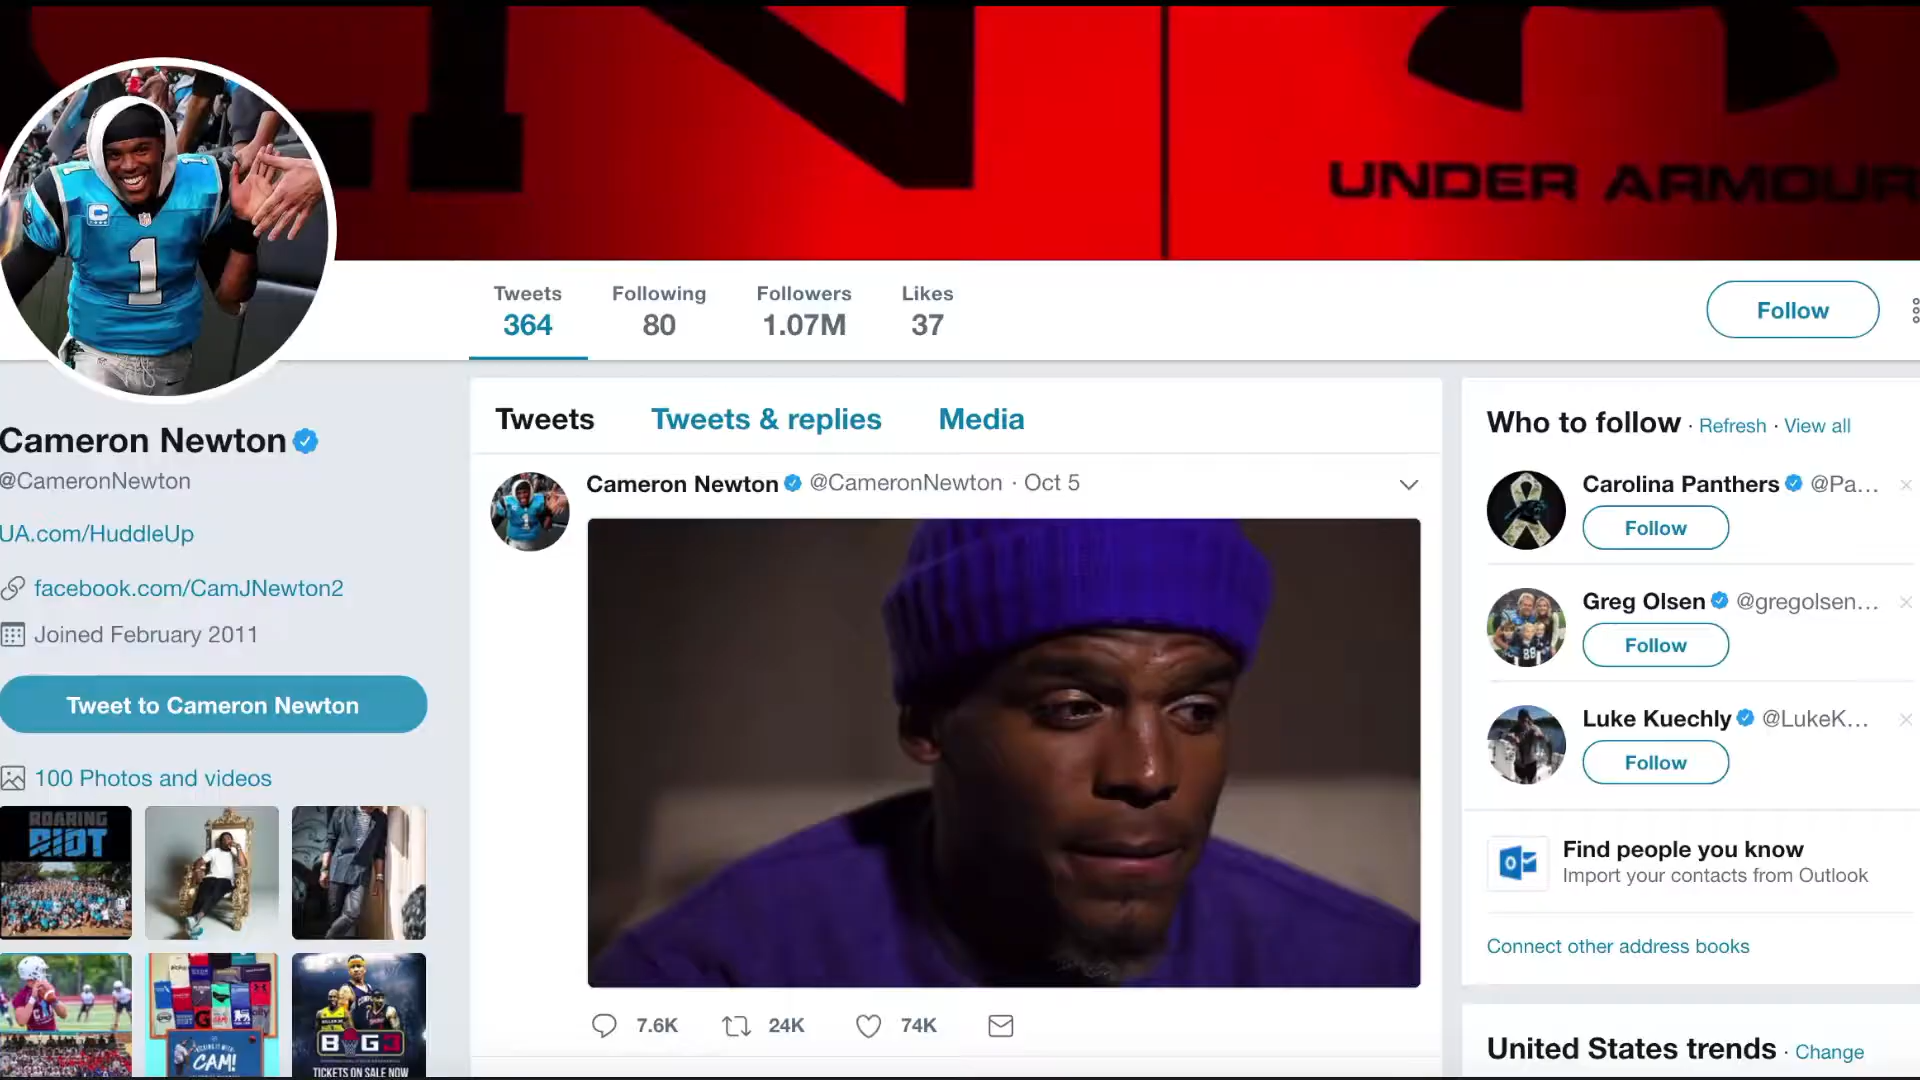 UNDER ARMOUR
1
Tweets
364
Following
80
Followers
1.07M
Likes
37
Follow
Cameron Newton
@CameronNewton
UA.com/HuddleUp
facebook.com/CamJNewton2
Joined February 2011
Tweet to Cameron Newton
100 Photos and videos
ROARING
RIOT
CAM!
BIG3
TICKETS ON SALE NOW
Tweets
Tweets & replies
Media
Cameron Newton @CameronNewton · Oct 5
7.6K
24K
74K
Who to follow · Refresh · View all
Carolina Panthers @Pa...
Follow
Greg Olsen @gregolsen...
Follow
Luke Kuechly @LukeK...
Follow
Find people you know
Import your contacts from Outlook
Connect other address books
United States trends · Change